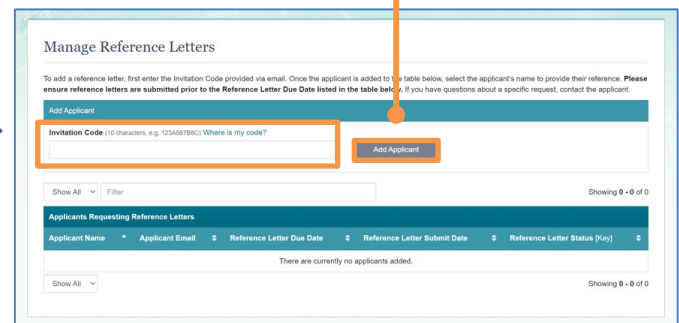 Manage Reference Letters
To add a reference letter, first enter the Invitation Code provided via email. Once the applicant is added to the table below, select the applicant's name to provide their reference. Please
ensure reference letters are submitted prior to the Reference Letter Due Date listed in the table below. If you have questions about a specific request, contact the applicant.
Add Applicant
Invitation Code (10 characters, e.g. 123A567B8C) Where is my code?
Add Applicant
Show All Filter Showing 0 - 0 of 0
Applicants Requesting Reference Letters
Applicant Name Applicant Email Reference Letter Due Date Reference Letter Submit Date Reference Letter Status [Key]
There are currently no applicants added.
Show All Showing 0 - 0 of 0